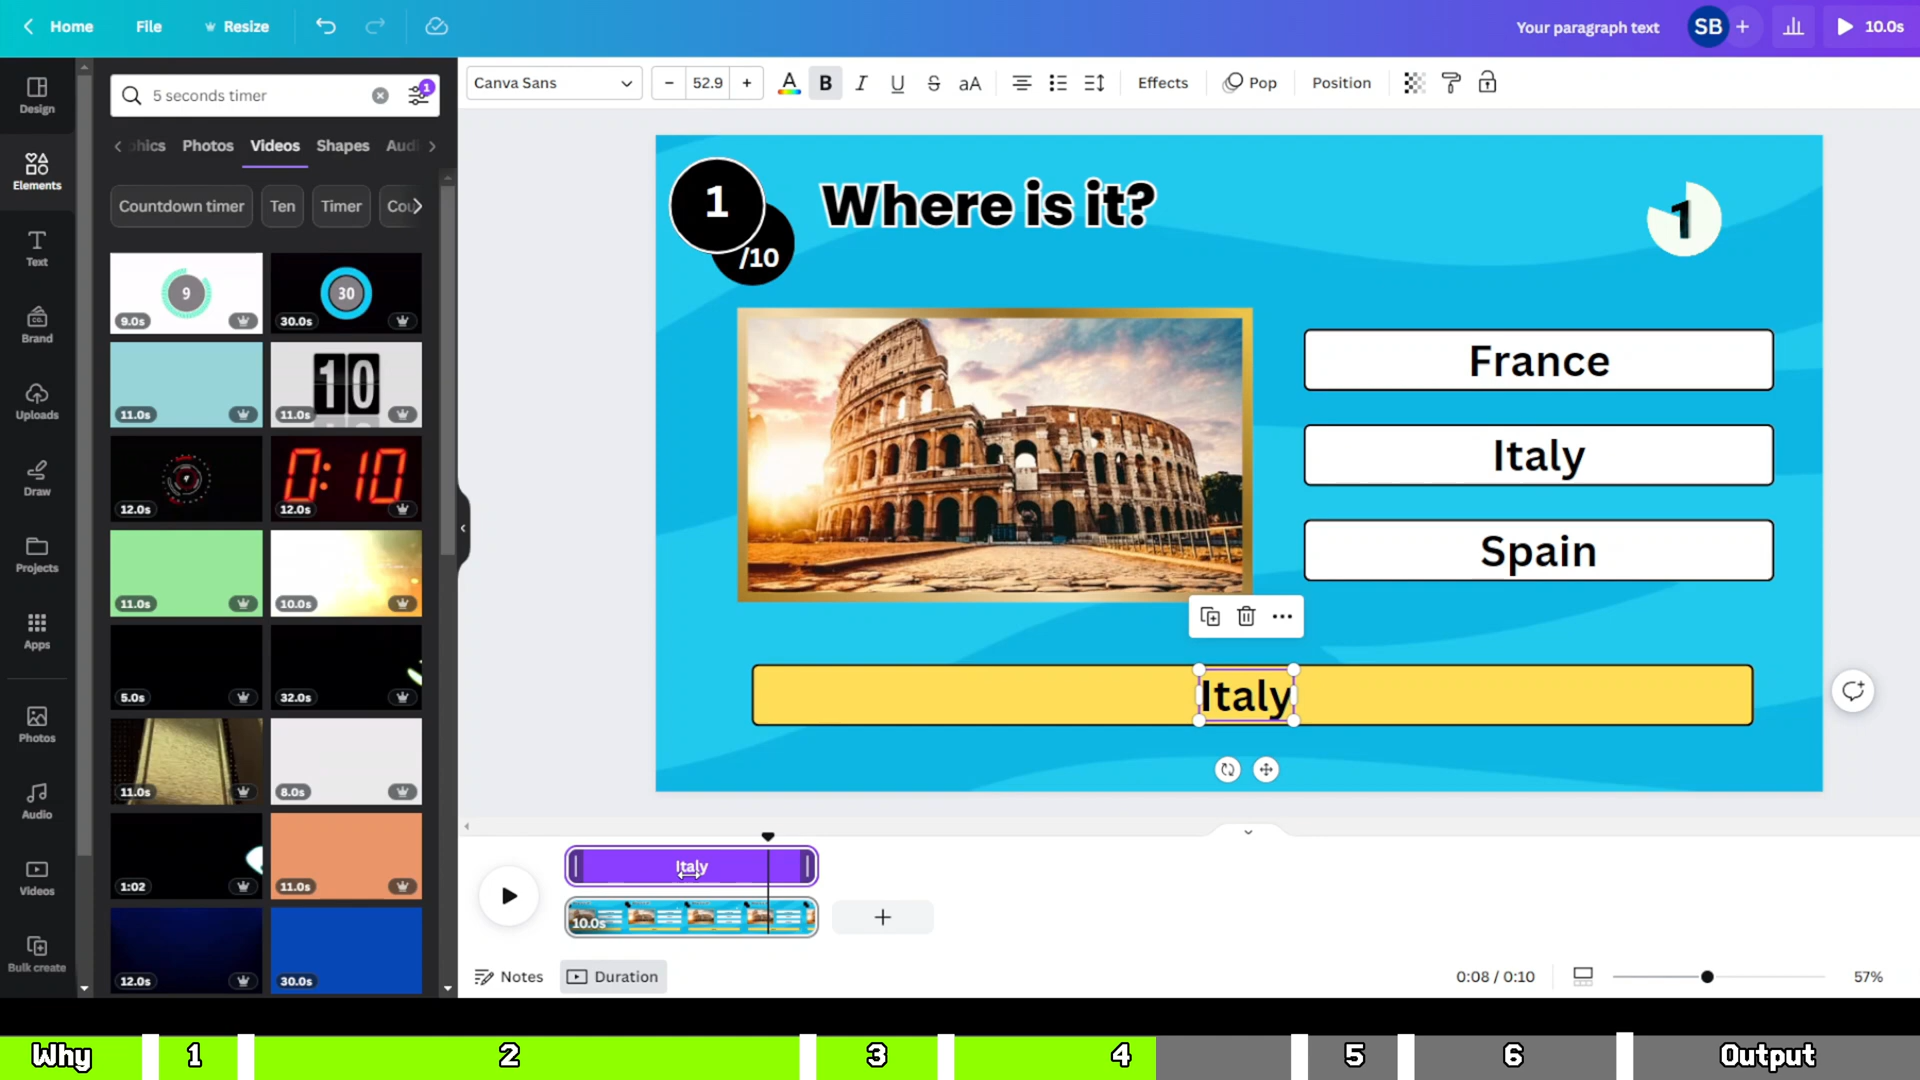 Home File Resize Your paragraph text SB + 10.0s
Canva Sans - 52.9 + A B I U S aA Effects Pop Position
5 seconds timer 1
phics Photos Videos Shapes Audi
Countdown timer Ten Timer Cou
Design
Elements
Text
Brand
Uploads
Draw
Projects
Apps
Photos
Audio
Videos
Bulk create
9
9.0s
30
30.0s
11.0s
10
11.0s
12.0s
0:10
12.0s
11.0s
10.0s
5.0s
32.0s
11.0s
8.0s
1:02
11.0s
12.0s
30.0s
1
/10
Where is it?
1
France
Italy
Spain
Italy
Italy
10.0s
Notes Duration 0:08 / 0:10 57%
Why 1 2 3 4 5 6 Output